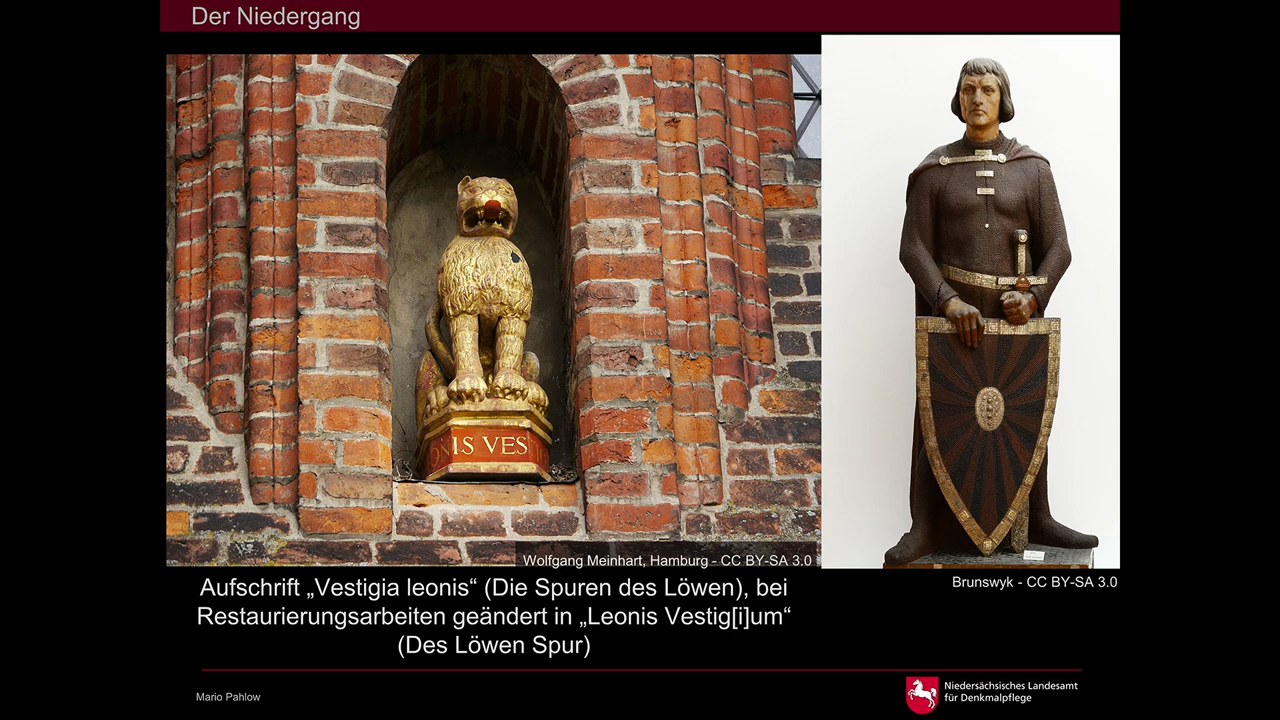 Der Niedergang
ONIS VES
Wolfgang Meinhart, Hamburg - CC BY-SA 3.0
Aufschrift „Vestigia leonis“ (Die Spuren des Löwen), bei
Restaurierungsarbeiten geändert in „Leonis Vestig[i]um“
(Des Löwen Spur)
Brunswyk - CC BY-SA 3.0
Mario Pahlow
Niedersächsisches Landesamt
für Denkmalpflege